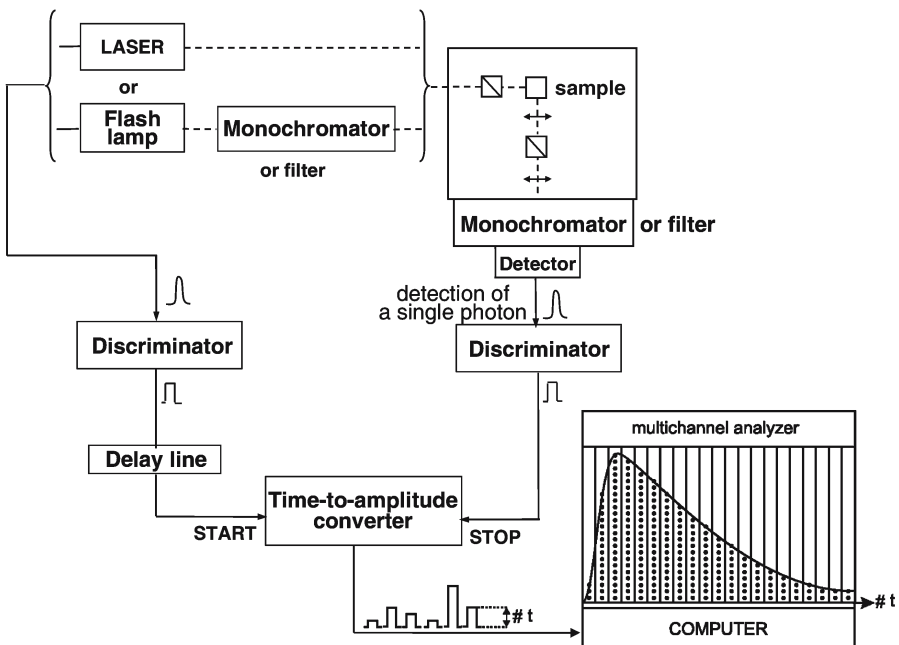 LASER
or
Flash
lamp
Monochromator
or filter
sample
Monochromator or filter
Detector
detection of
a single photon
Discriminator
Discriminator
Delay line
Time-to-amplitude
converter
START
STOP
# t
multichannel analyzer
# t
COMPUTER